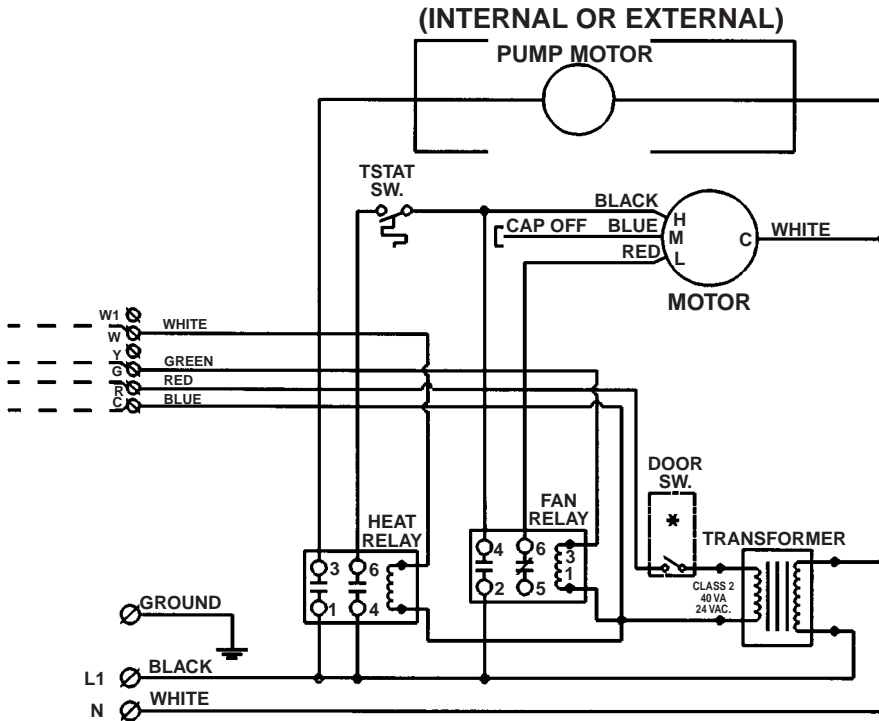 (INTERNAL OR EXTERNAL)
PUMP MOTOR
TSTAT
SW.
BLACK
H
CAP OFF
BLUE
M
C
WHITE
RED
L
MOTOR
W1
W
WHITE
Y
G
GREEN
R
RED
C
BLUE
DOOR
SW.
*
HEAT
RELAY
FAN
RELAY
TRANSFORMER
4
6
3
1
2
5
3
6
1
4
CLASS 2
40 VA
24 VAC.
GROUND
L1
BLACK
N
WHITE